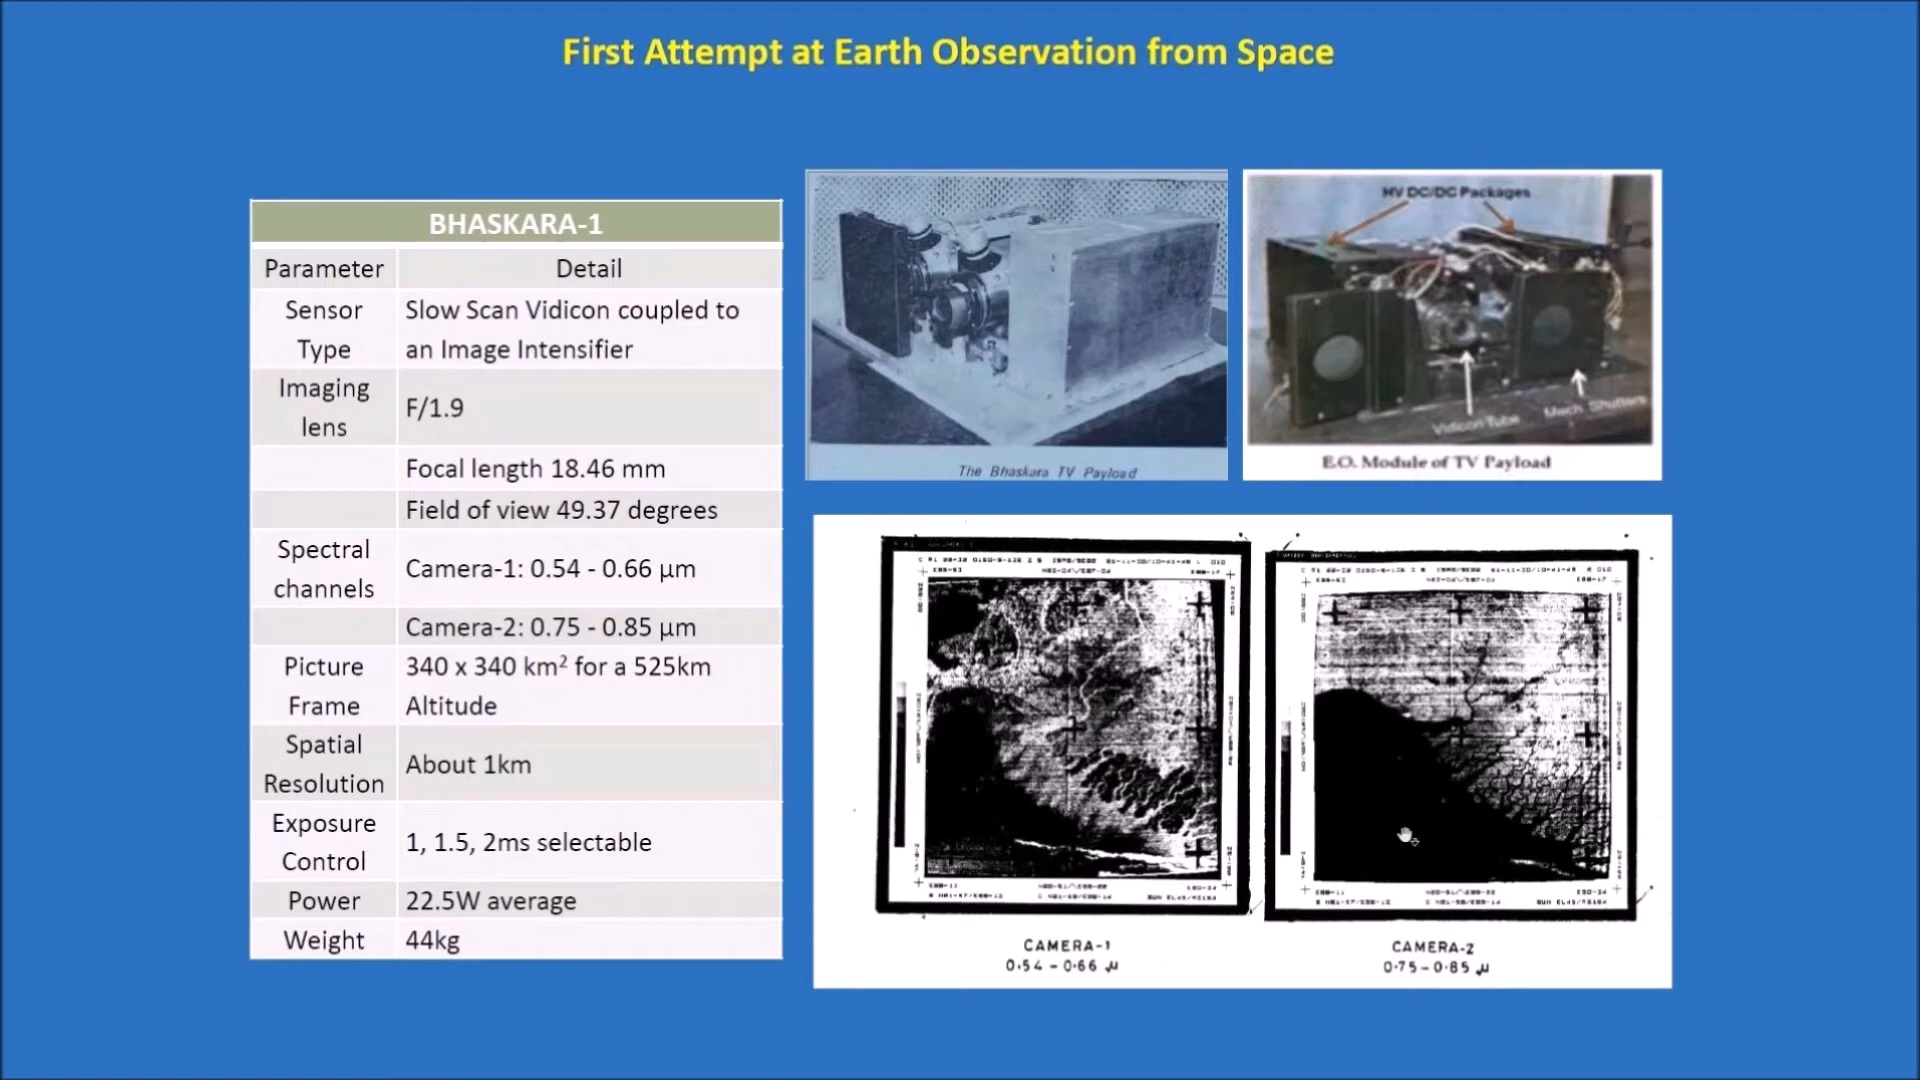 First Attempt at Earth Observation from Space
BHASKARA-1
Parameter Detail
Sensor Type Slow Scan Vidicon coupled to
an Image Intensifier
Imaging lens F/1.9
Focal length 18.46 mm
Field of view 49.37 degrees
Spectral channels Camera-1: 0.54 - 0.66 µm
Camera-2: 0.75 - 0.85 µm
Picture Frame 340 x 340 km² for a 525km
Altitude
Spatial Resolution About 1km
Exposure Control 1, 1.5, 2ms selectable
Power 22.5W average
Weight 44kg
The Bhaskara TV Payload
HV DC/DC Packages
Vidicon Tube
Mech. Shutters
E.O. Module of TV Payload
CAMERA-1
0.54 - 0.66 µ
CAMERA-2
0.75 - 0.85 µ